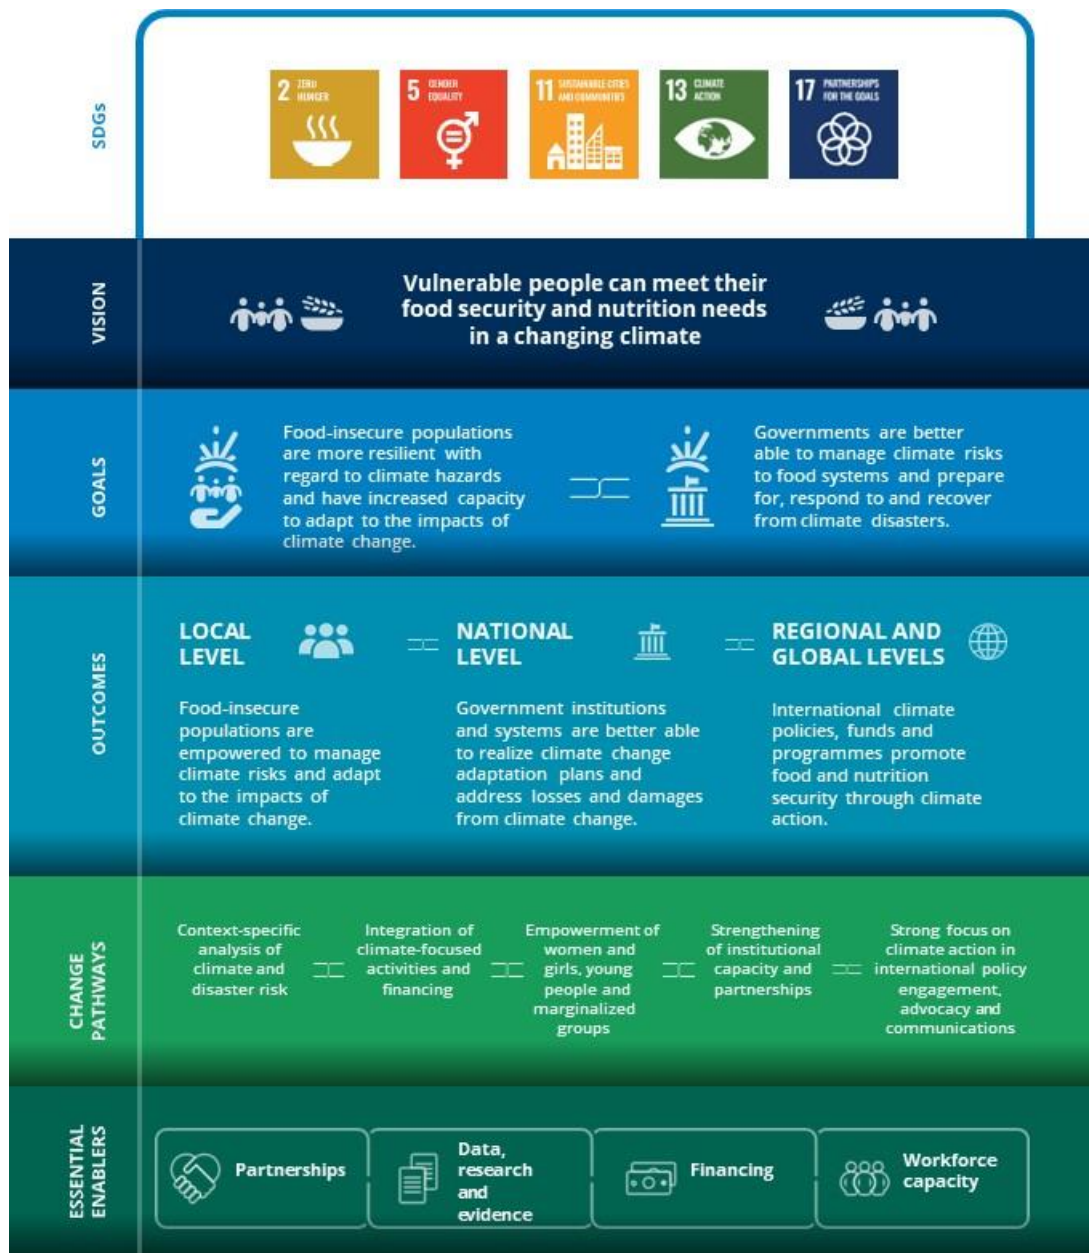 SDGs
2 ZERO
HUNGER
5 GENDER
EQUALITY
11 SUSTAINABLE CITIES
AND COMMUNITIES
13 CLIMATE
ACTION
17 PARTNERSHIPS
FOR THE GOALS
VISION
Vulnerable people can meet their
food security and nutrition needs
in a changing climate
GOALS
Food-insecure populations
are more resilient with
regard to climate hazards
and have increased capacity
to adapt to the impacts of
climate change.
Governments are better
able to manage climate risks
to food systems and prepare
for, respond to and recover
from climate disasters.
OUTCOMES
LOCAL
LEVEL
Food-insecure
populations are
empowered to manage
climate risks and adapt
to the impacts of
climate change.
NATIONAL
LEVEL
Government institutions
and systems are better able
to realize climate change
adaptation plans and
address losses and damages
from climate change.
REGIONAL AND
GLOBAL LEVELS
International climate
policies, funds and
programmes promote
food and nutrition
security through climate
action.
CHANGE
PATHWAYS
Context-specific
analysis of
climate and
disaster risk
Integration of
climate-focused
activities and
financing
Empowerment of
women and
girls, young
people and
marginalized
groups
Strengthening
of institutional
capacity and
partnerships
Strong focus on
climate action in
international policy
engagement,
advocacy and
communications
ESSENTIAL
ENABLERS
Partnerships
Data,
research
and
evidence
Financing
Workforce
capacity